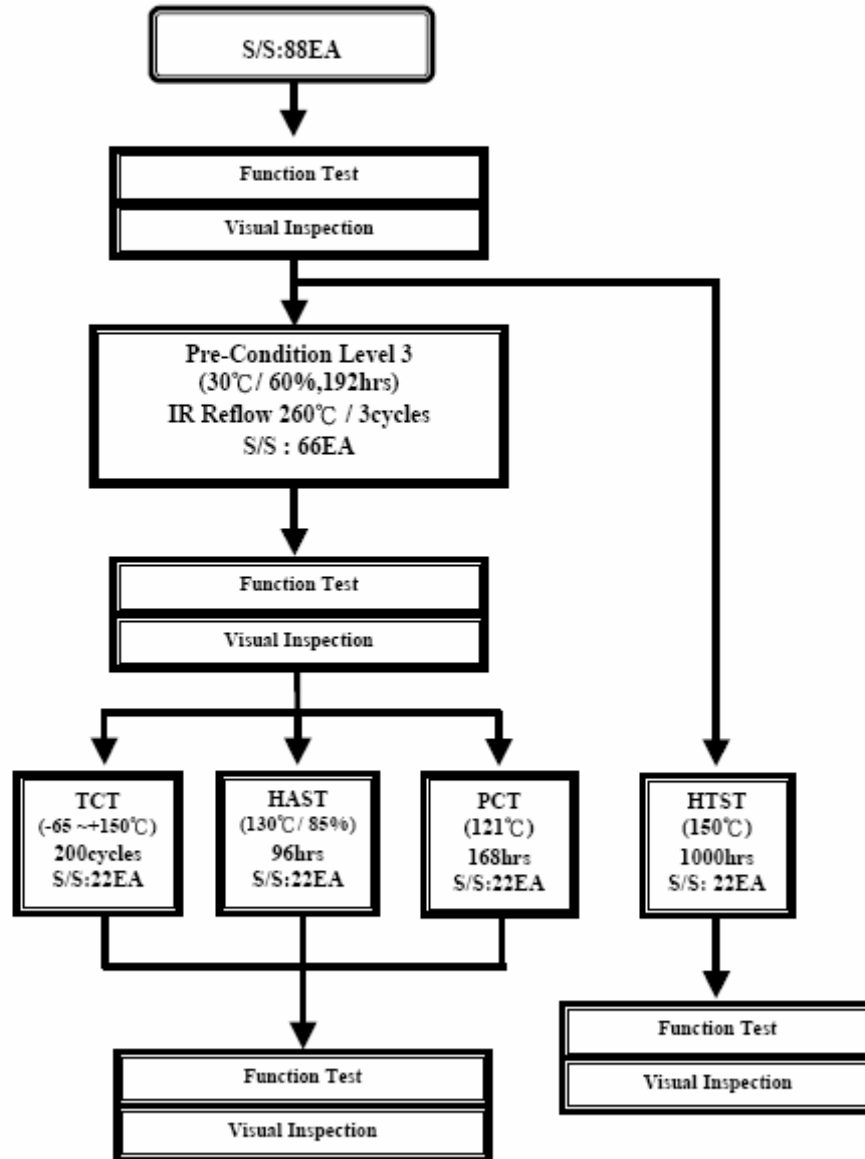 S/S:88EA
Function Test
Visual Inspection
Pre-Condition Level 3
(30℃/ 60%,192hrs)
IR Reflow 260℃ / 3cycles
S/S : 66EA
Function Test
Visual Inspection
TCT
(-65 ~+150℃)
200cycles
S/S:22EA
HAST
(130℃/ 85%)
96hrs
S/S:22EA
PCT
(121℃)
168hrs
S/S:22EA
HTST
(150℃)
1000hrs
S/S: 22EA
Function Test
Visual Inspection
Function Test
Visual Inspection